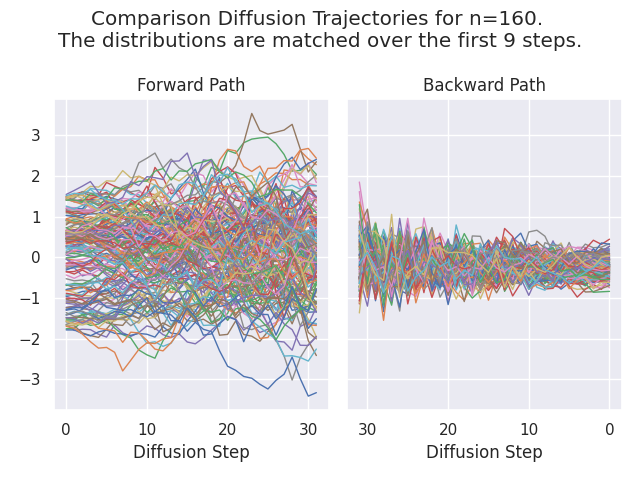 Comparison Diffusion Trajectories for n=160.
The distributions are matched over the first 9 steps.
Forward Path
Backward Path
3
2
1
0
−1
−2
−3
0 10 20 30
30 20 10 0
Diffusion Step
Diffusion Step